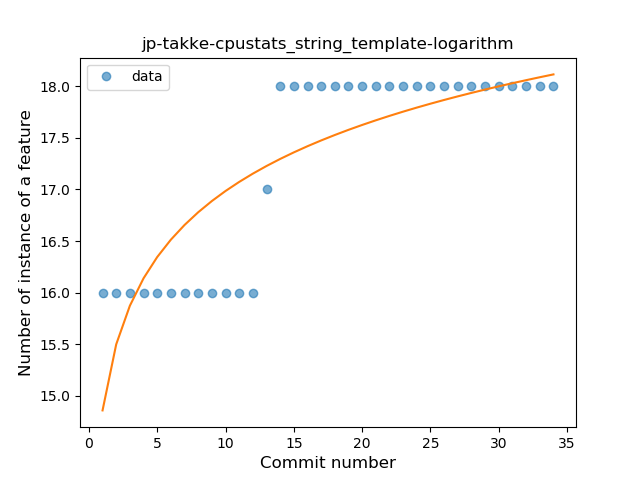 jp-takke-cpustats_string_template-logarithm
data
Number of instance of a feature
18.0
17.5
17.0
16.5
16.0
15.5
15.0
0 5 10 15 20 25 30 35
Commit number